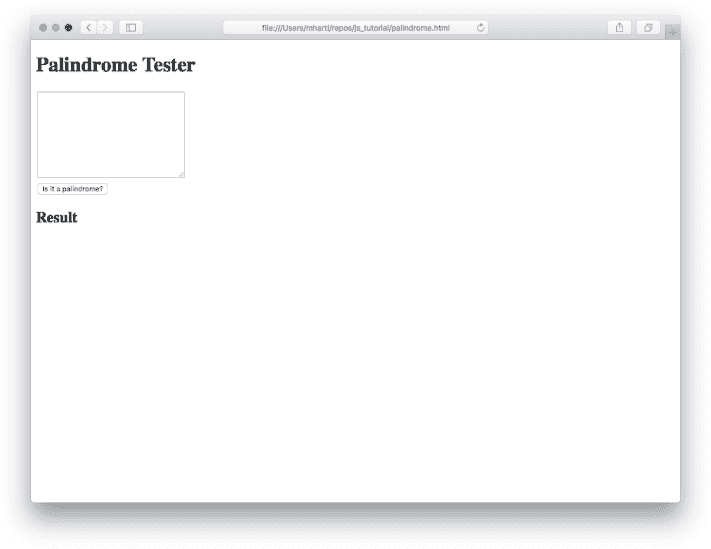 file:///Users/mhartl/repos/js_tutorial/palindrome.html
Palindrome Tester
Is it a palindrome?
Result